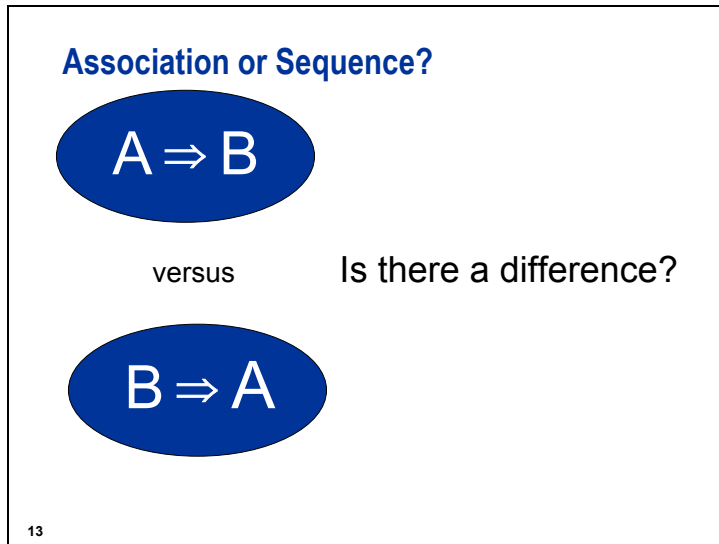 Association or Sequence?
A ⇒ B
versus
Is there a difference?
B ⇒ A
13